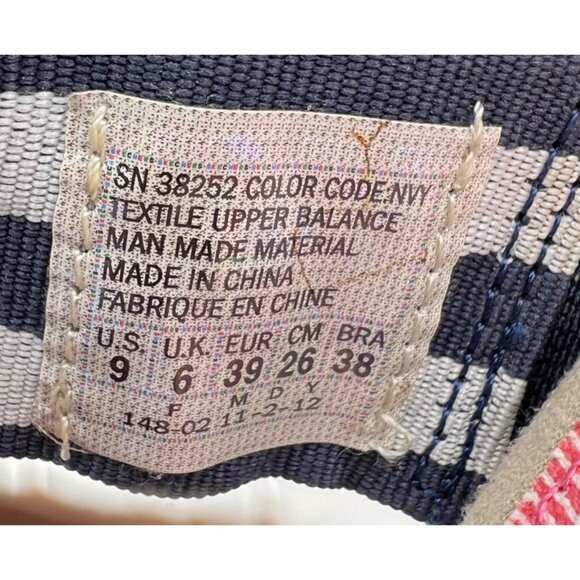 SN 38252 COLOR CODE:NVY
TEXTILE UPPER BALANCE
MAN MADE MATERIAL
MADE IN CHINA
FABRIQUE EN CHINE
U.S. U.K. EUR CM BRA
9 6 39 26 38
F M D Y
148-02 11-2-12